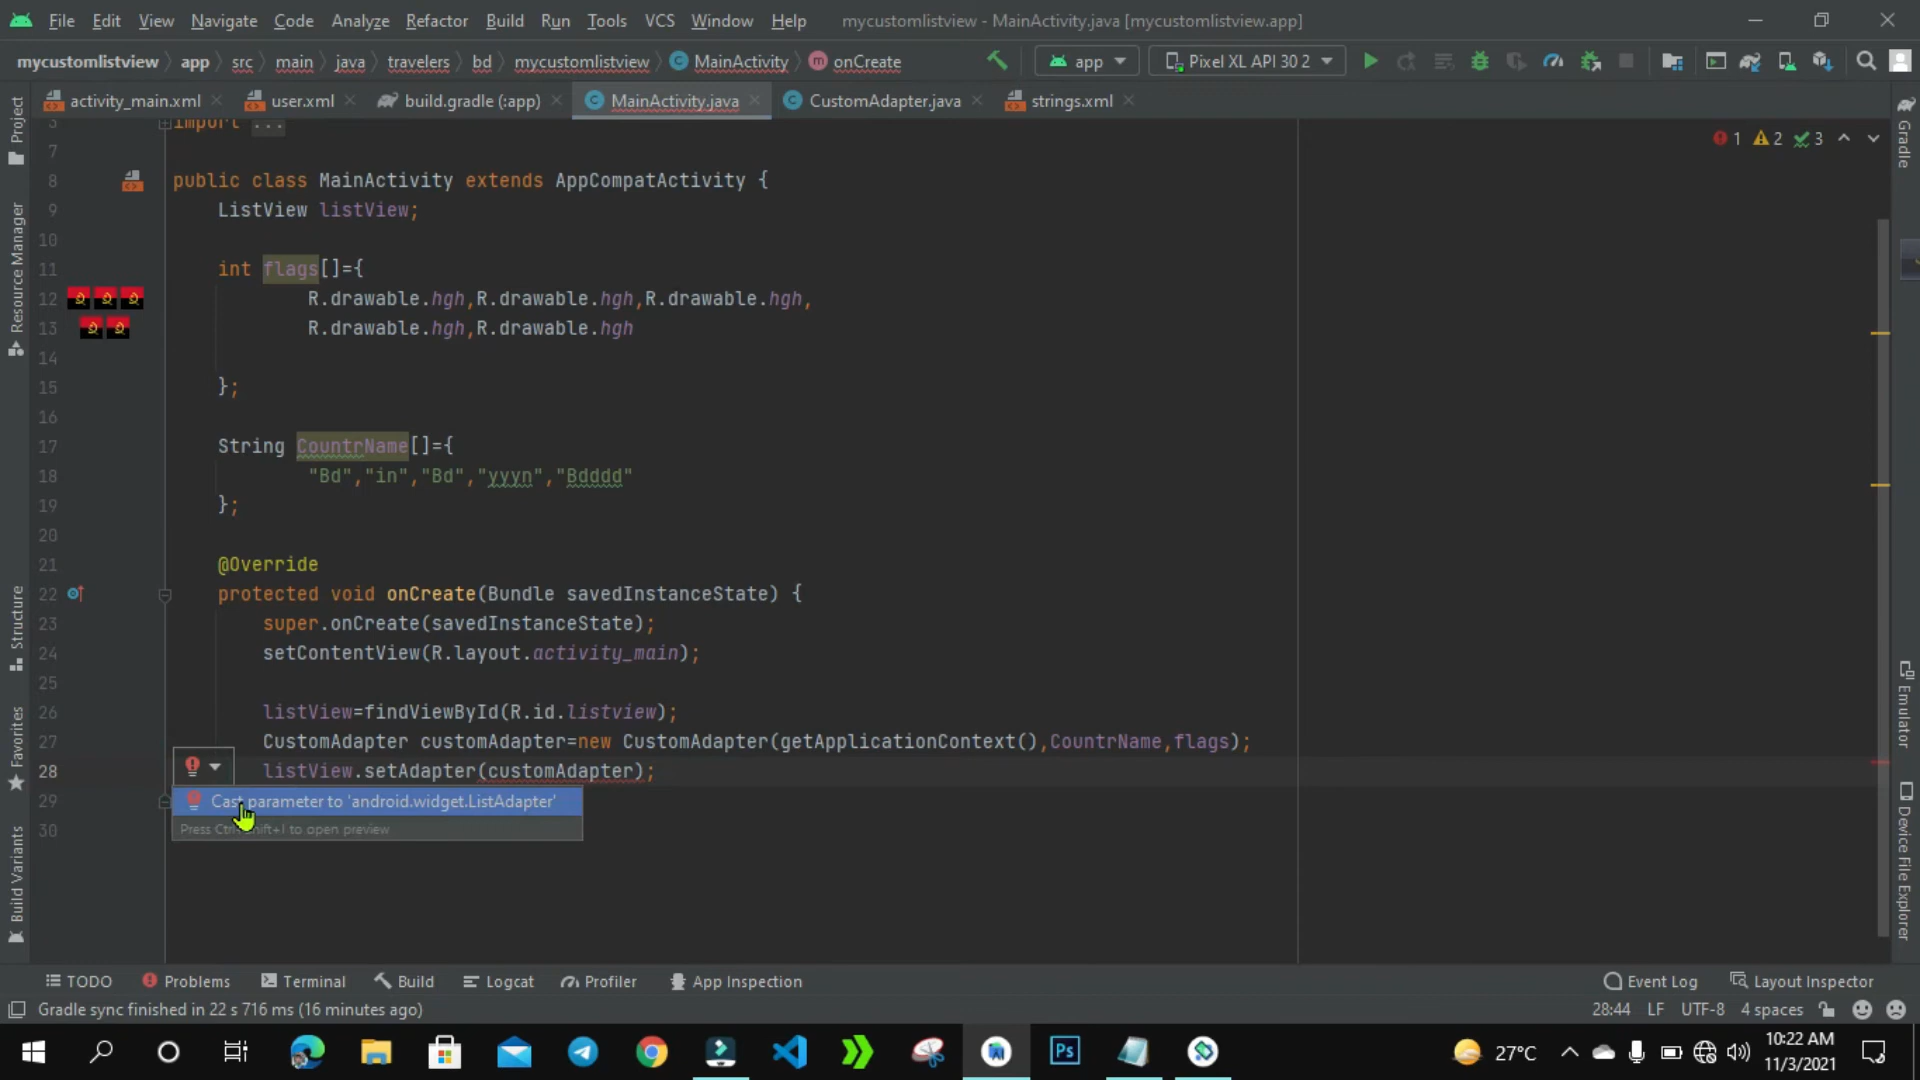 File Edit View Navigate Code Analyze Refactor Build Run Tools VCS Window Help mycustomlistview - MainActivity.java [mycustomlistview.app]
mycustomlistview app src main java travelers bd mycustomlistview MainActivity onCreate app Pixel XL API 30 2
activity_main.xml user.xml build.gradle (:app) MainActivity.java CustomAdapter.java strings.xml
3 import ...
1 2 3
7
8 public class MainActivity extends AppCompatActivity {
9 ListView listView;
10
11 int flags[]={
12 R.drawable.hgh,R.drawable.hgh,R.drawable.hgh,
13 R.drawable.hgh,R.drawable.hgh
14
15 };
16
17 String CountrName[]={
18 "Bd","in","Bd","yyyn","Bdddd"
19 };
20
21 @Override
22 protected void onCreate(Bundle savedInstanceState) {
23 super.onCreate(savedInstanceState);
24 setContentView(R.layout.activity_main);
25
26 listView=findViewById(R.id.listview);
27 CustomAdapter customAdapter=new CustomAdapter(getApplicationContext(),CountrName,flags);
28 listView.setAdapter(customAdapter);
29 Cast parameter to 'android.widget.ListAdapter'
30 Press Ctrl+Shift+I to open preview
Project
Resource Manager
Structure
Favorites
Build Variants
Gradle
Emulator
Device File Explorer
TODO Problems Terminal Build Logcat Profiler App Inspection Event Log Layout Inspector
Gradle sync finished in 22 s 716 ms (16 minutes ago) 28:44 LF UTF-8 4 spaces
Ps 27°C 10:22 AM
11/3/2021